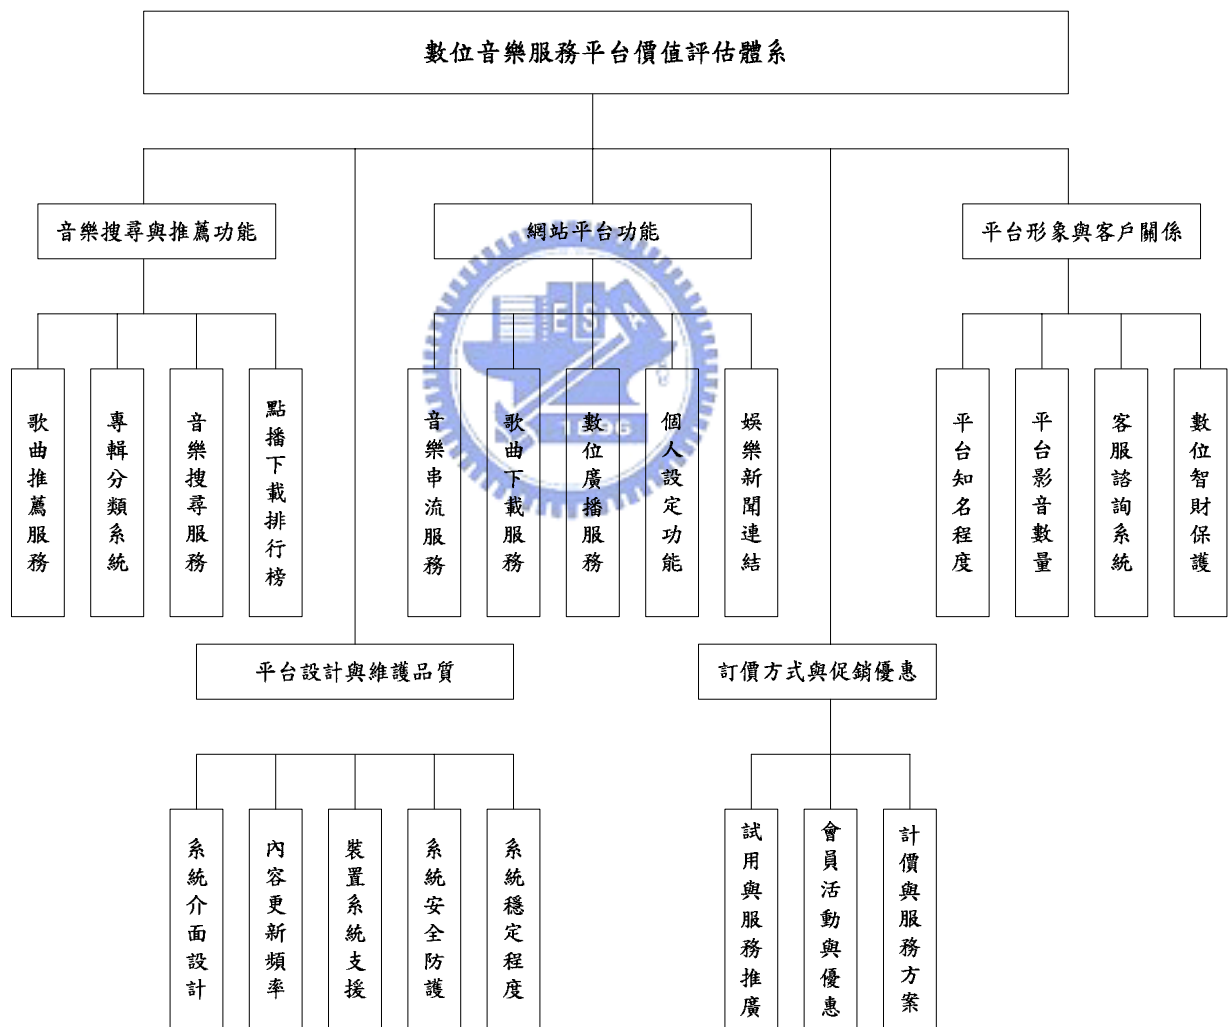 數位音樂服務平台價值評估體系
音樂搜尋與推薦功能
網站平台功能
平台形象與客戶關係
歌曲推薦服務
專輯分類系統
音樂搜尋服務
點播下載排行榜
音樂串流服務
歌曲下載服務
數位廣播服務
個人設定功能
娛樂新聞連結
平台知名程度
平台影音數量
客服諮詢系統
數位智財保護
ES
1896
平台設計與維護品質
訂價方式與促銷優惠
系統介面設計
內容更新頻率
裝置系統支援
系統安全防護
系統穩定程度
試用與服務推廣
會員活動與優惠
計價與服務方案